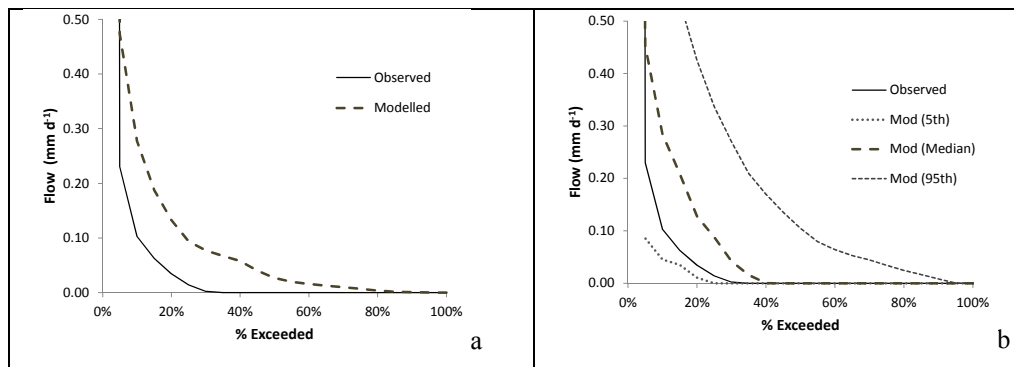 0.50
0.40
0.30
0.20
0.10
0.00
Flow (mm d-1)
0%
20%
40%
60%
80%
100%
% Exceeded
Observed
Modelled
a
0.50
0.40
0.30
0.20
0.10
0.00
Flow (mm d-1)
0%
20%
40%
60%
80%
100%
% Exceeded
Observed
Mod (5th)
Mod (Median)
Mod (95th)
b